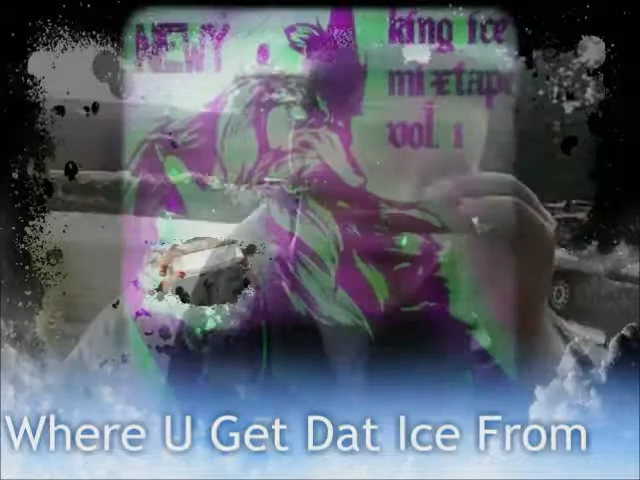 NEWY
king ice
mixtape
vol. 1
Where U Get Dat Ice From